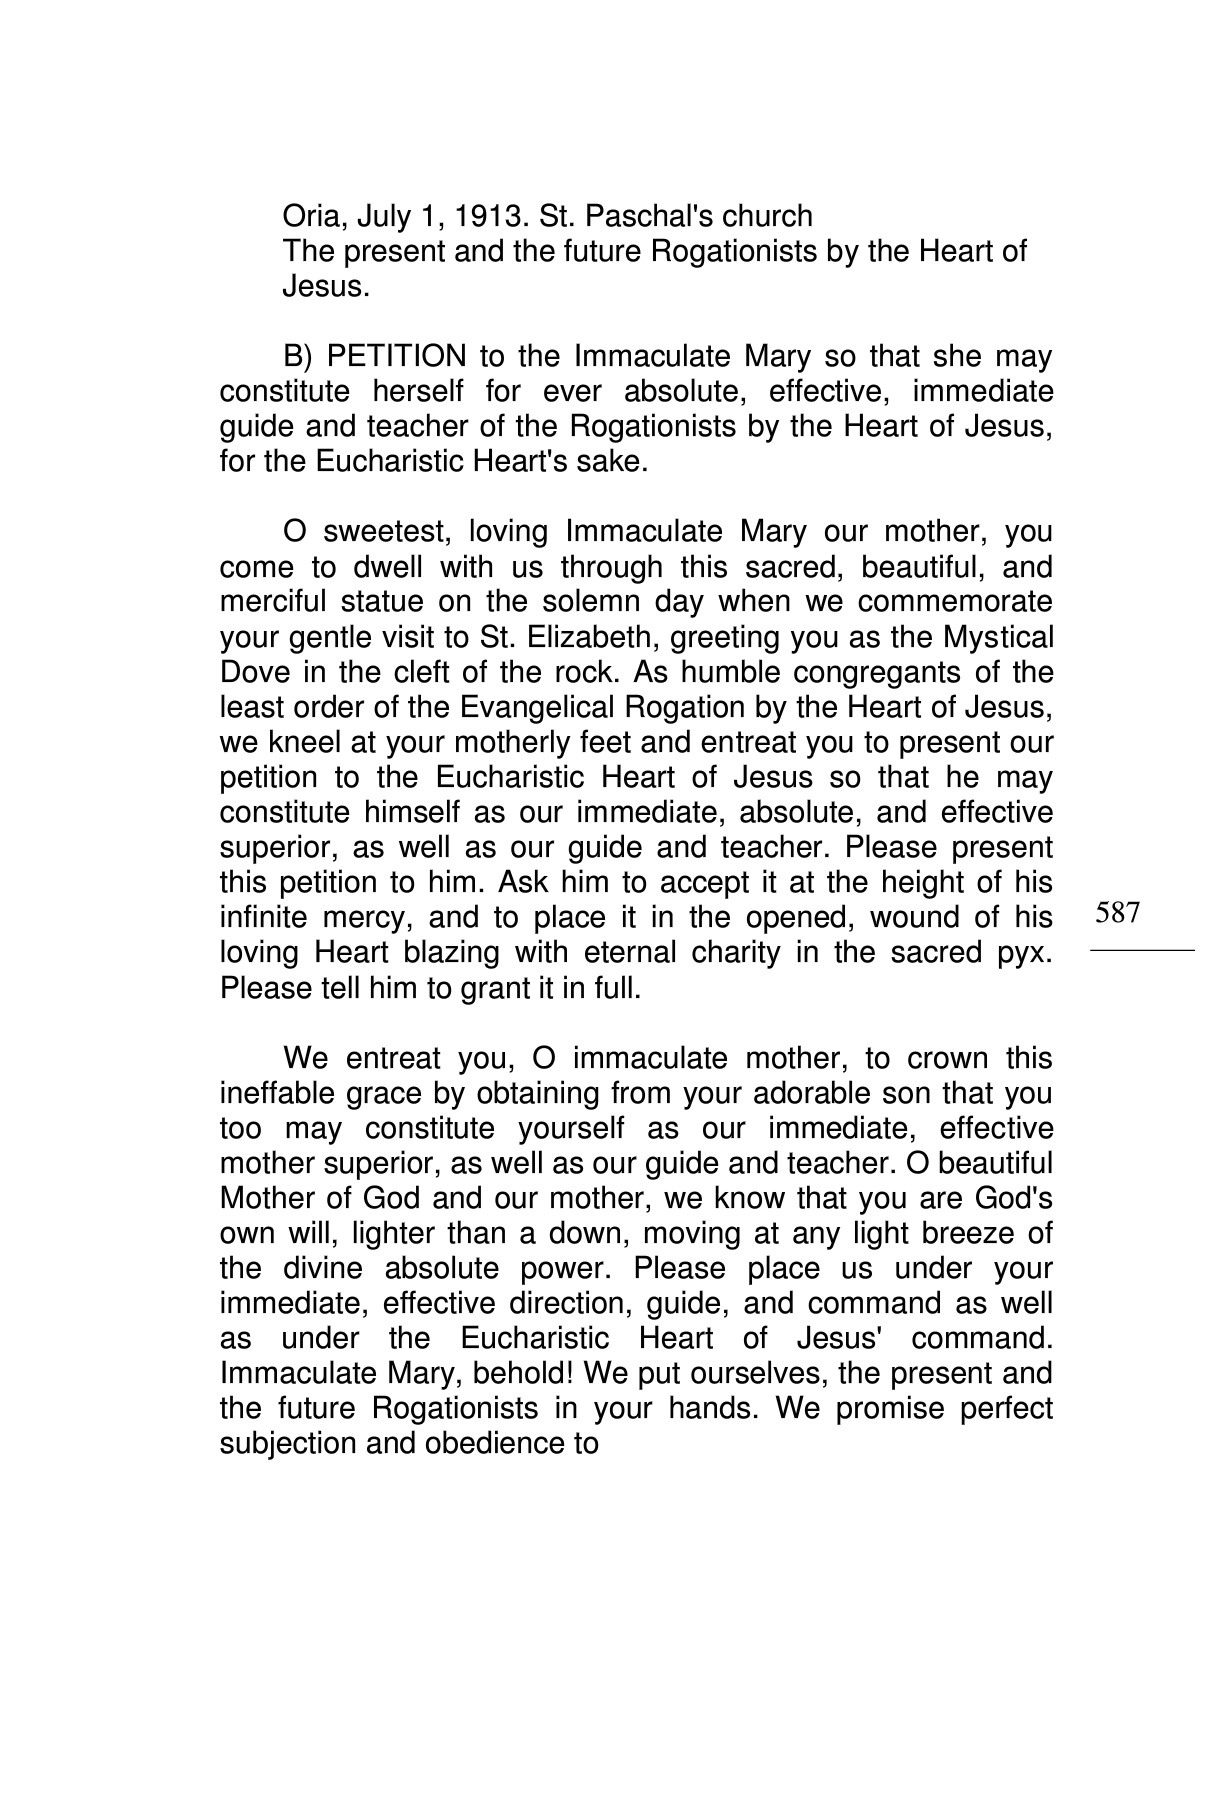 Oria, July 1, 1913. St. Paschal's church
The present and the future Rogationists by the Heart of
Jesus.
B) PETITION to the Immaculate Mary so that she may
constitute herself for ever absolute, effective, immediate
guide and teacher of the Rogationists by the Heart of Jesus,
for the Eucharistic Heart's sake.
O sweetest, loving Immaculate Mary our mother, you
come to dwell with us through this sacred, beautiful, and
merciful statue on the solemn day when we commemorate
your gentle visit to St. Elizabeth, greeting you as the Mystical
Dove in the cleft of the rock. As humble congregants of the
least order of the Evangelical Rogation by the Heart of Jesus,
we kneel at your motherly feet and entreat you to present our
petition to the Eucharistic Heart of Jesus so that he may
constitute himself as our immediate, absolute, and effective
superior, as well as our guide and teacher. Please present
this petition to him. Ask him to accept it at the height of his
infinite mercy, and to place it in the opened, wound of his
loving Heart blazing with eternal charity in the sacred pyx.
Please tell him to grant it in full.
587
We entreat you, O immaculate mother, to crown this
ineffable grace by obtaining from your adorable son that you
too may constitute yourself as our immediate, effective
mother superior, as well as our guide and teacher. O beautiful
Mother of God and our mother, we know that you are God's
own will, lighter than a down, moving at any light breeze of
the divine absolute power. Please place us under your
immediate, effective direction, guide, and command as well
as under the Eucharistic Heart of Jesus' command.
Immaculate Mary, behold! We put ourselves, the present and
the future Rogationists in your hands. We promise perfect
subjection and obedience to